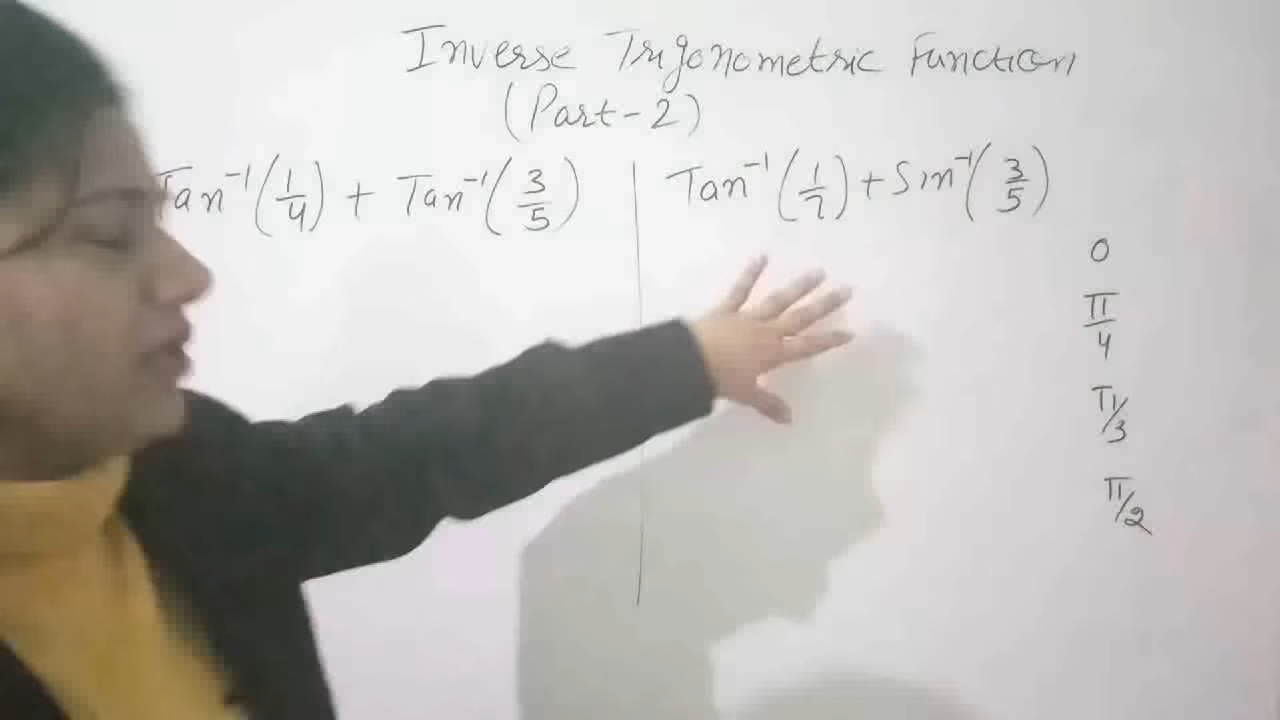 Inverse Trigonometric Function
(Part-2)
Tan⁻¹(1/4) + Tan⁻¹(3/5)
Tan⁻¹(1/7) + Sin⁻¹(3/5)
0
π/4
π/3
π/2